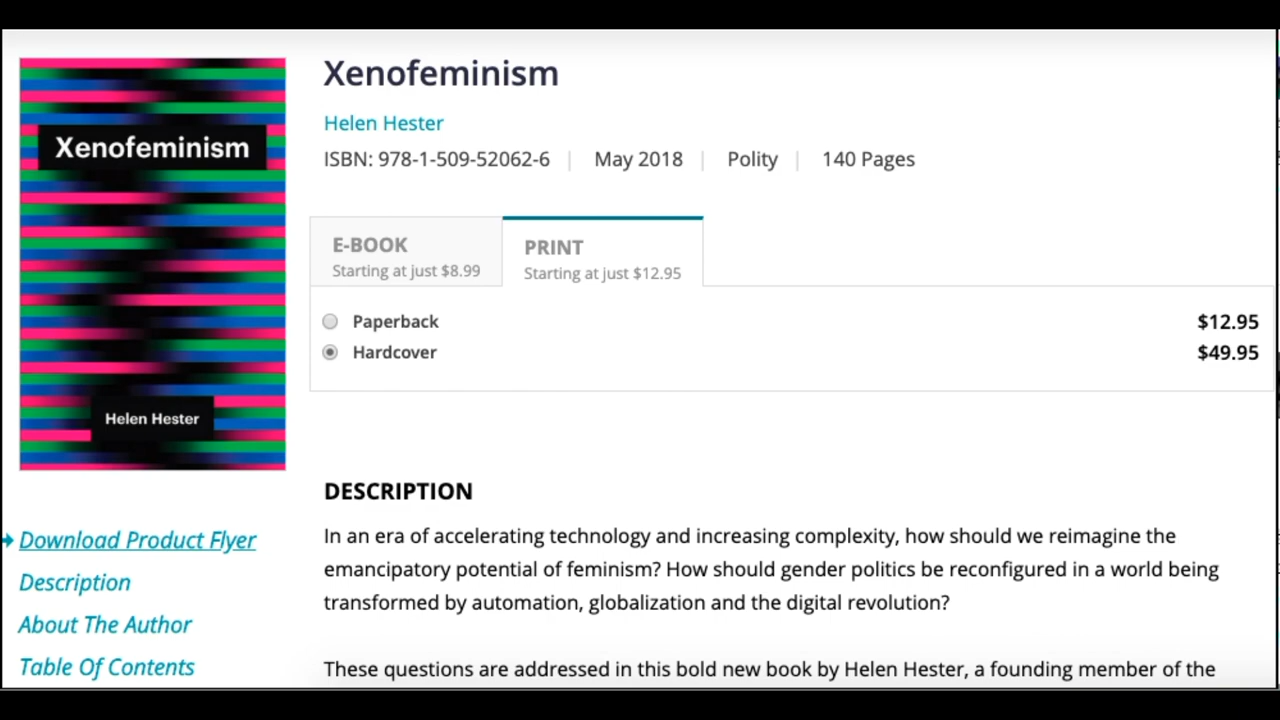 Xenofeminism
Helen Hester
Xenofeminism
Helen Hester
ISBN: 978-1-509-52062-6 | May 2018 | Polity | 140 Pages
E-BOOK
Starting at just $8.99
PRINT
Starting at just $12.95
Paperback $12.95
Hardcover $49.95
Download Product Flyer
Description
About The Author
Table Of Contents
DESCRIPTION
In an era of accelerating technology and increasing complexity, how should we reimagine the
emancipatory potential of feminism? How should gender politics be reconfigured in a world being
transformed by automation, globalization and the digital revolution?
These questions are addressed in this bold new book by Helen Hester, a founding member of the